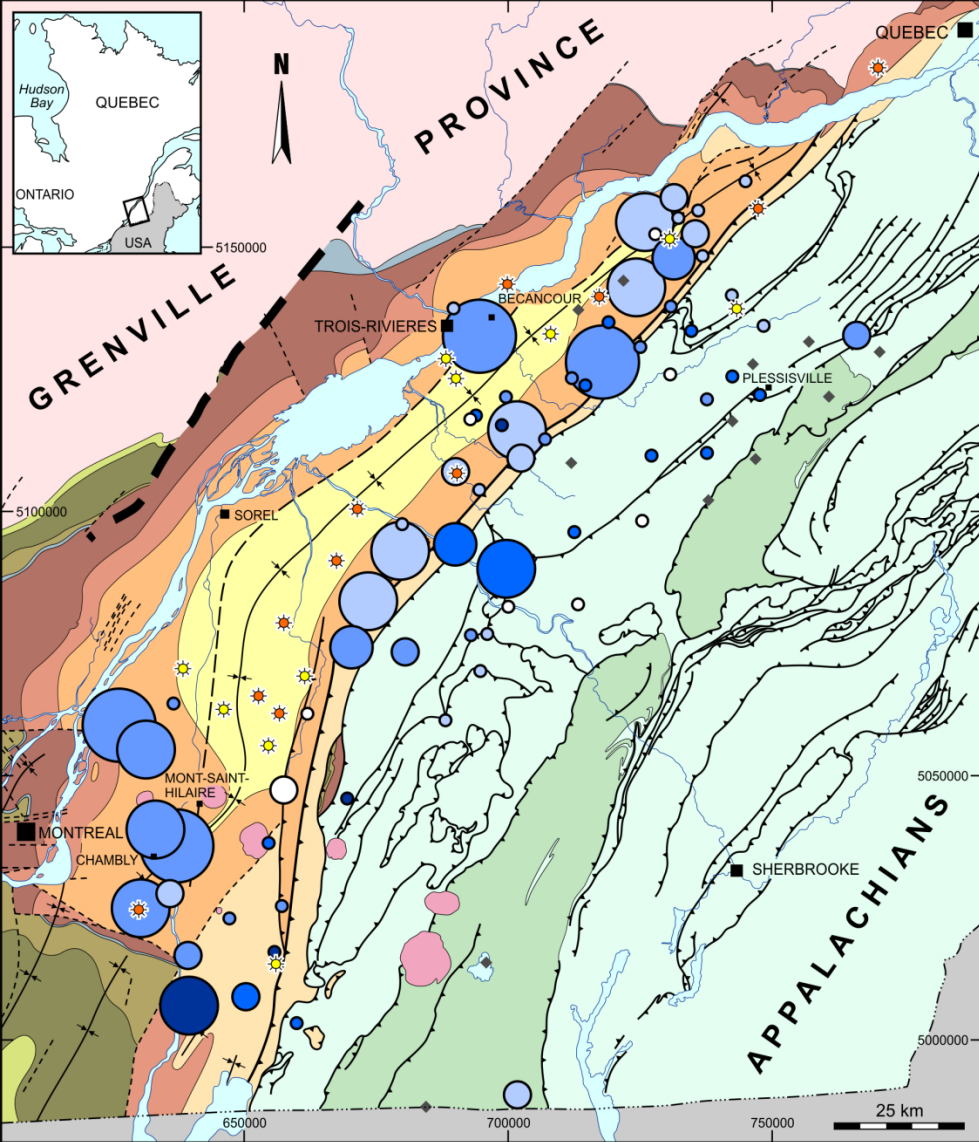 QUEBEC
Hudson
Bay
QUEBEC
ONTARIO
USA
N
PROVINCE
GRENVILLE
5150000
BECANCOUR
TROIS-RIVIERES
PLESSISVILLE
5100000
SOREL
MONT-SAINT-
HILAIRE
5050000
MONTREAL
CHAMBLY
SHERBROOKE
APPALACHIANS
5000000
650000
700000
750000
25 km